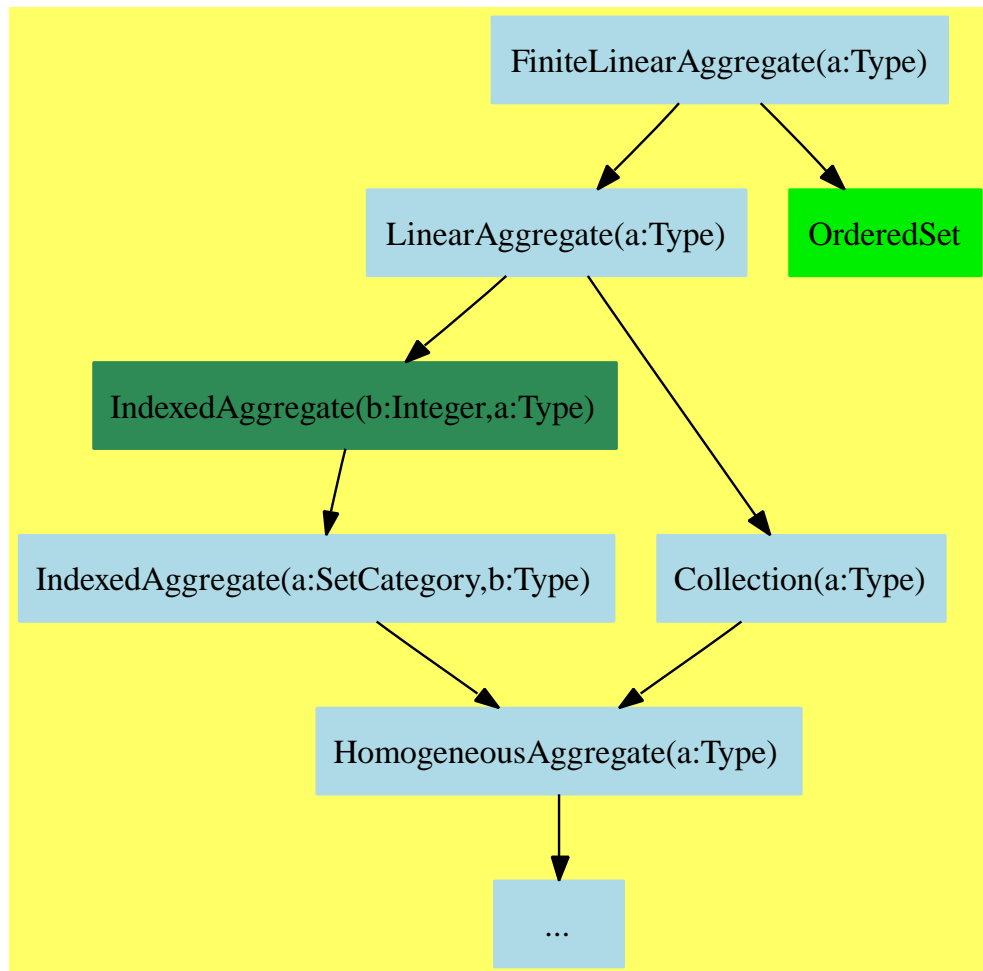 FiniteLinearAggregate(a:Type)
LinearAggregate(a:Type)
OrderedSet
IndexedAggregate(b:Integer,a:Type)
IndexedAggregate(a:SetCategory,b:Type)
Collection(a:Type)
HomogeneousAggregate(a:Type)
...